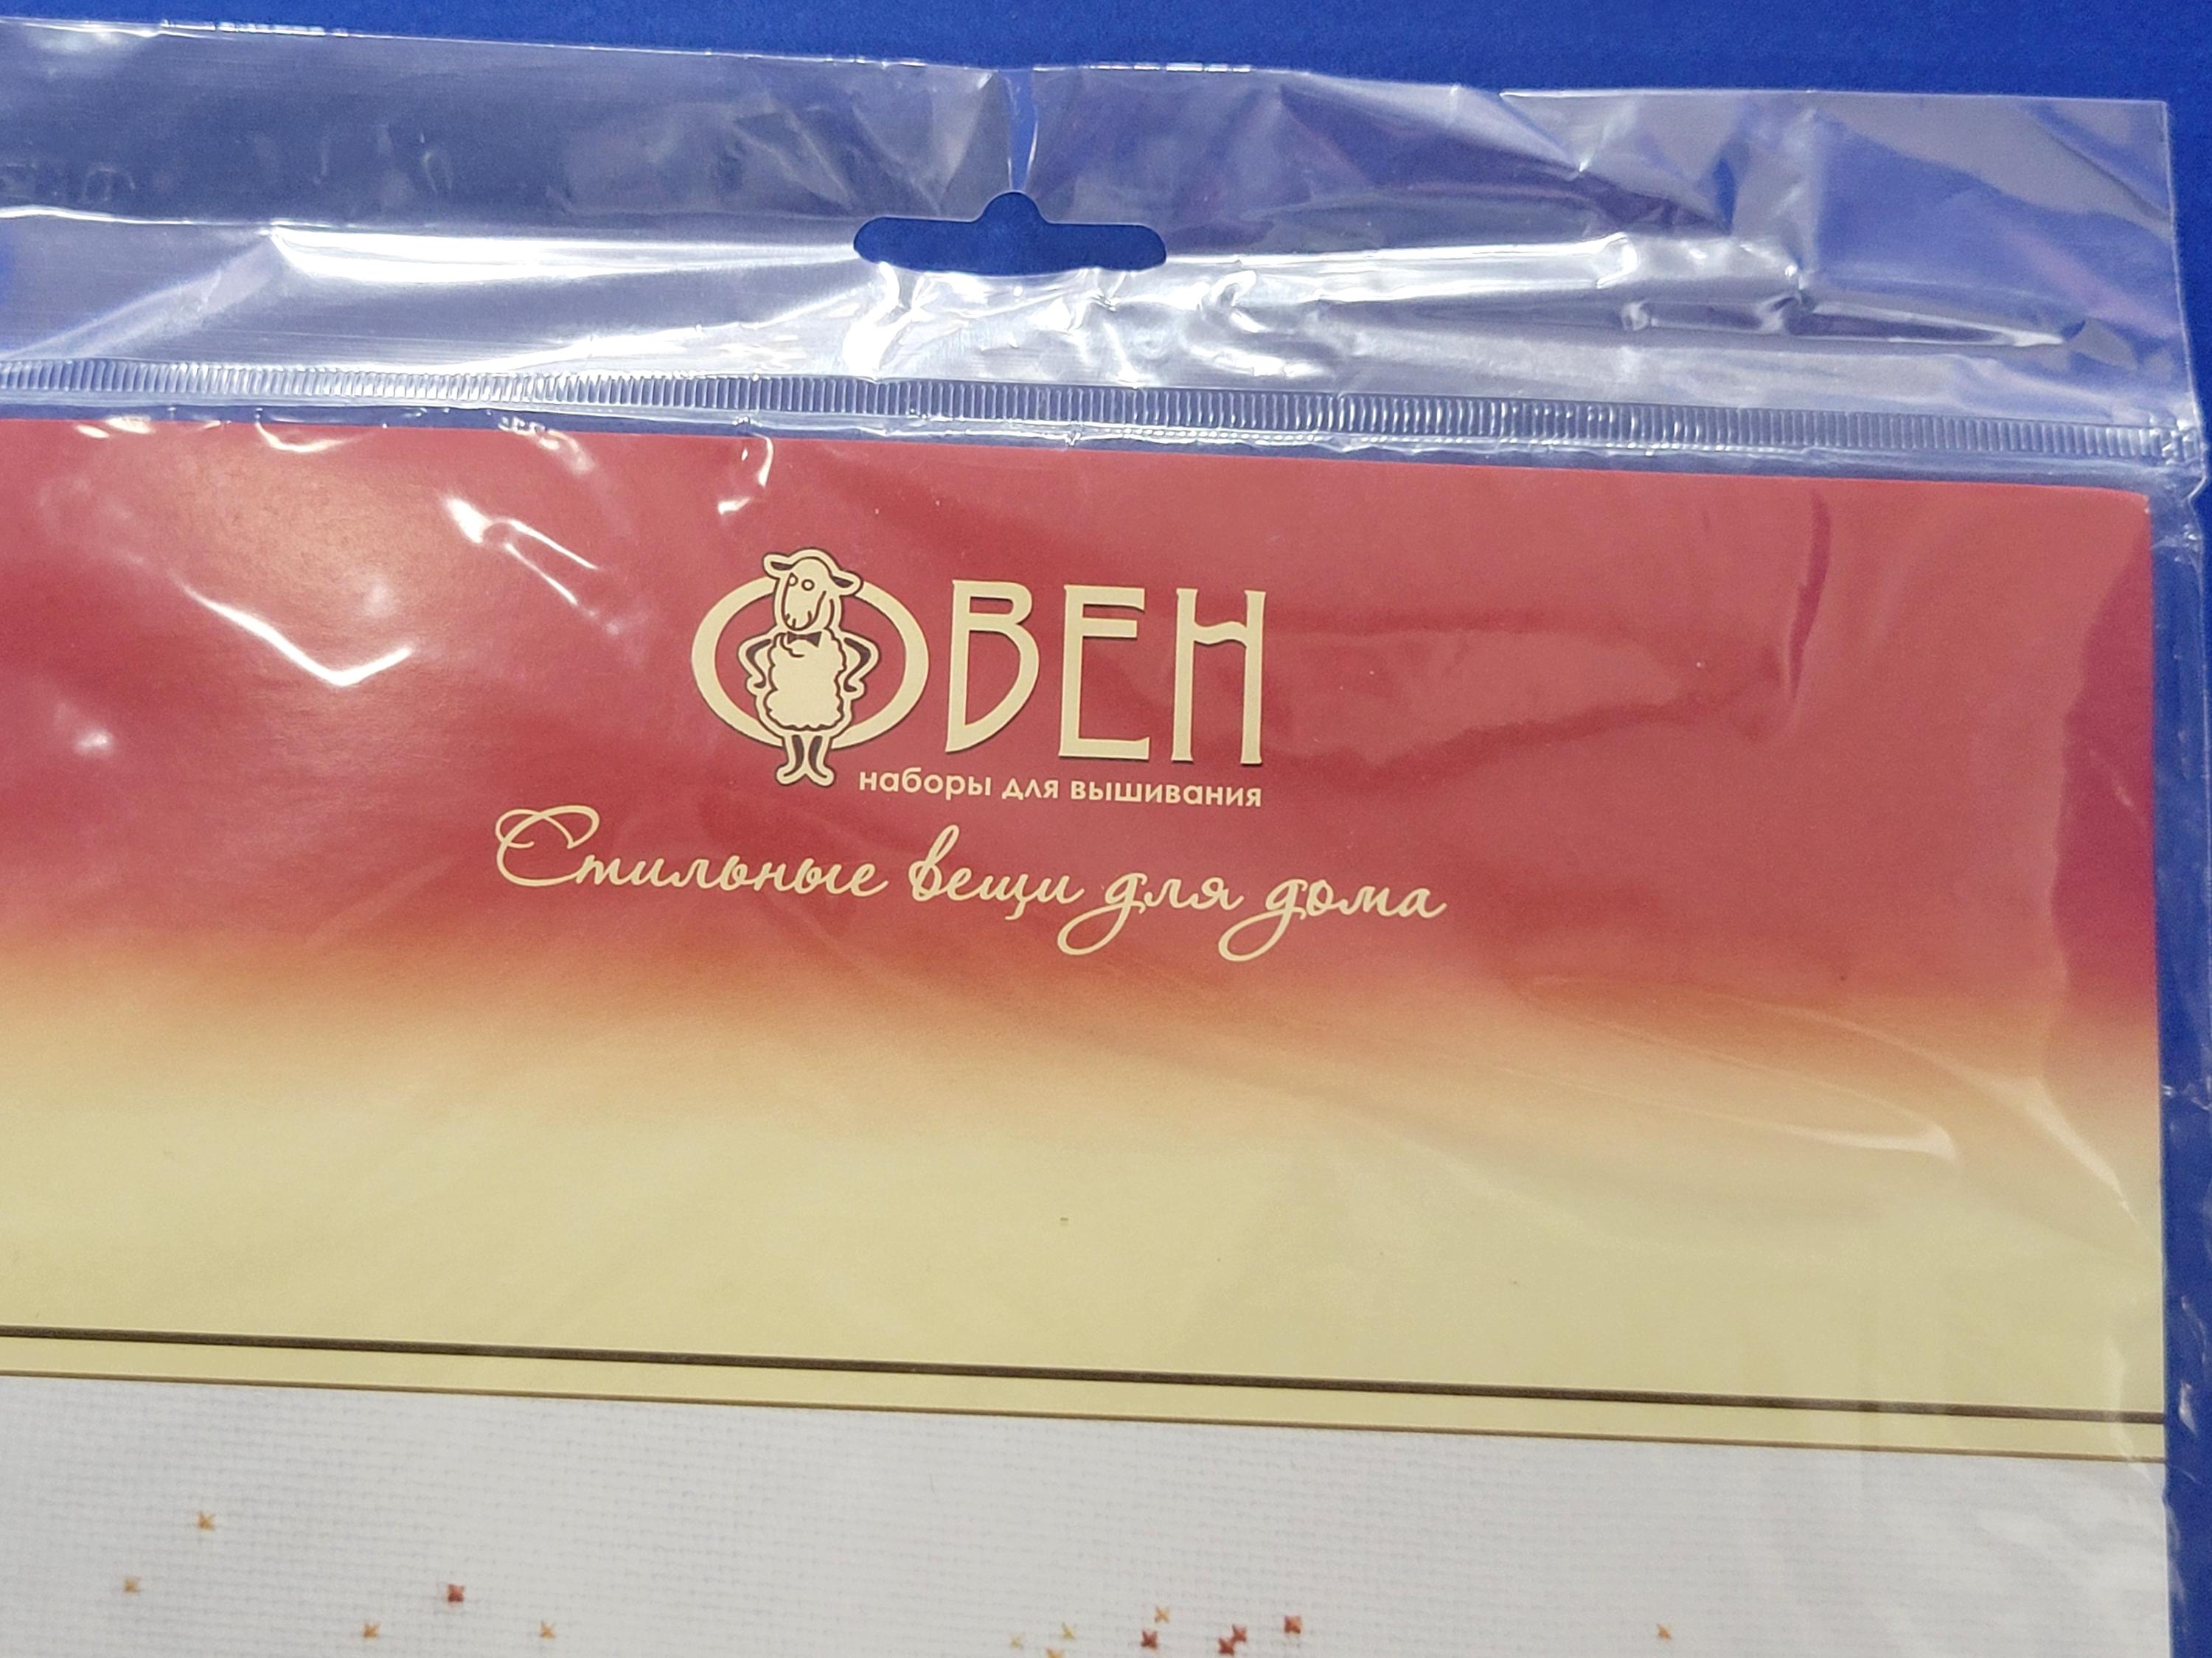 ОВЕН
наборы для вышивания
Стильные вещи для дома